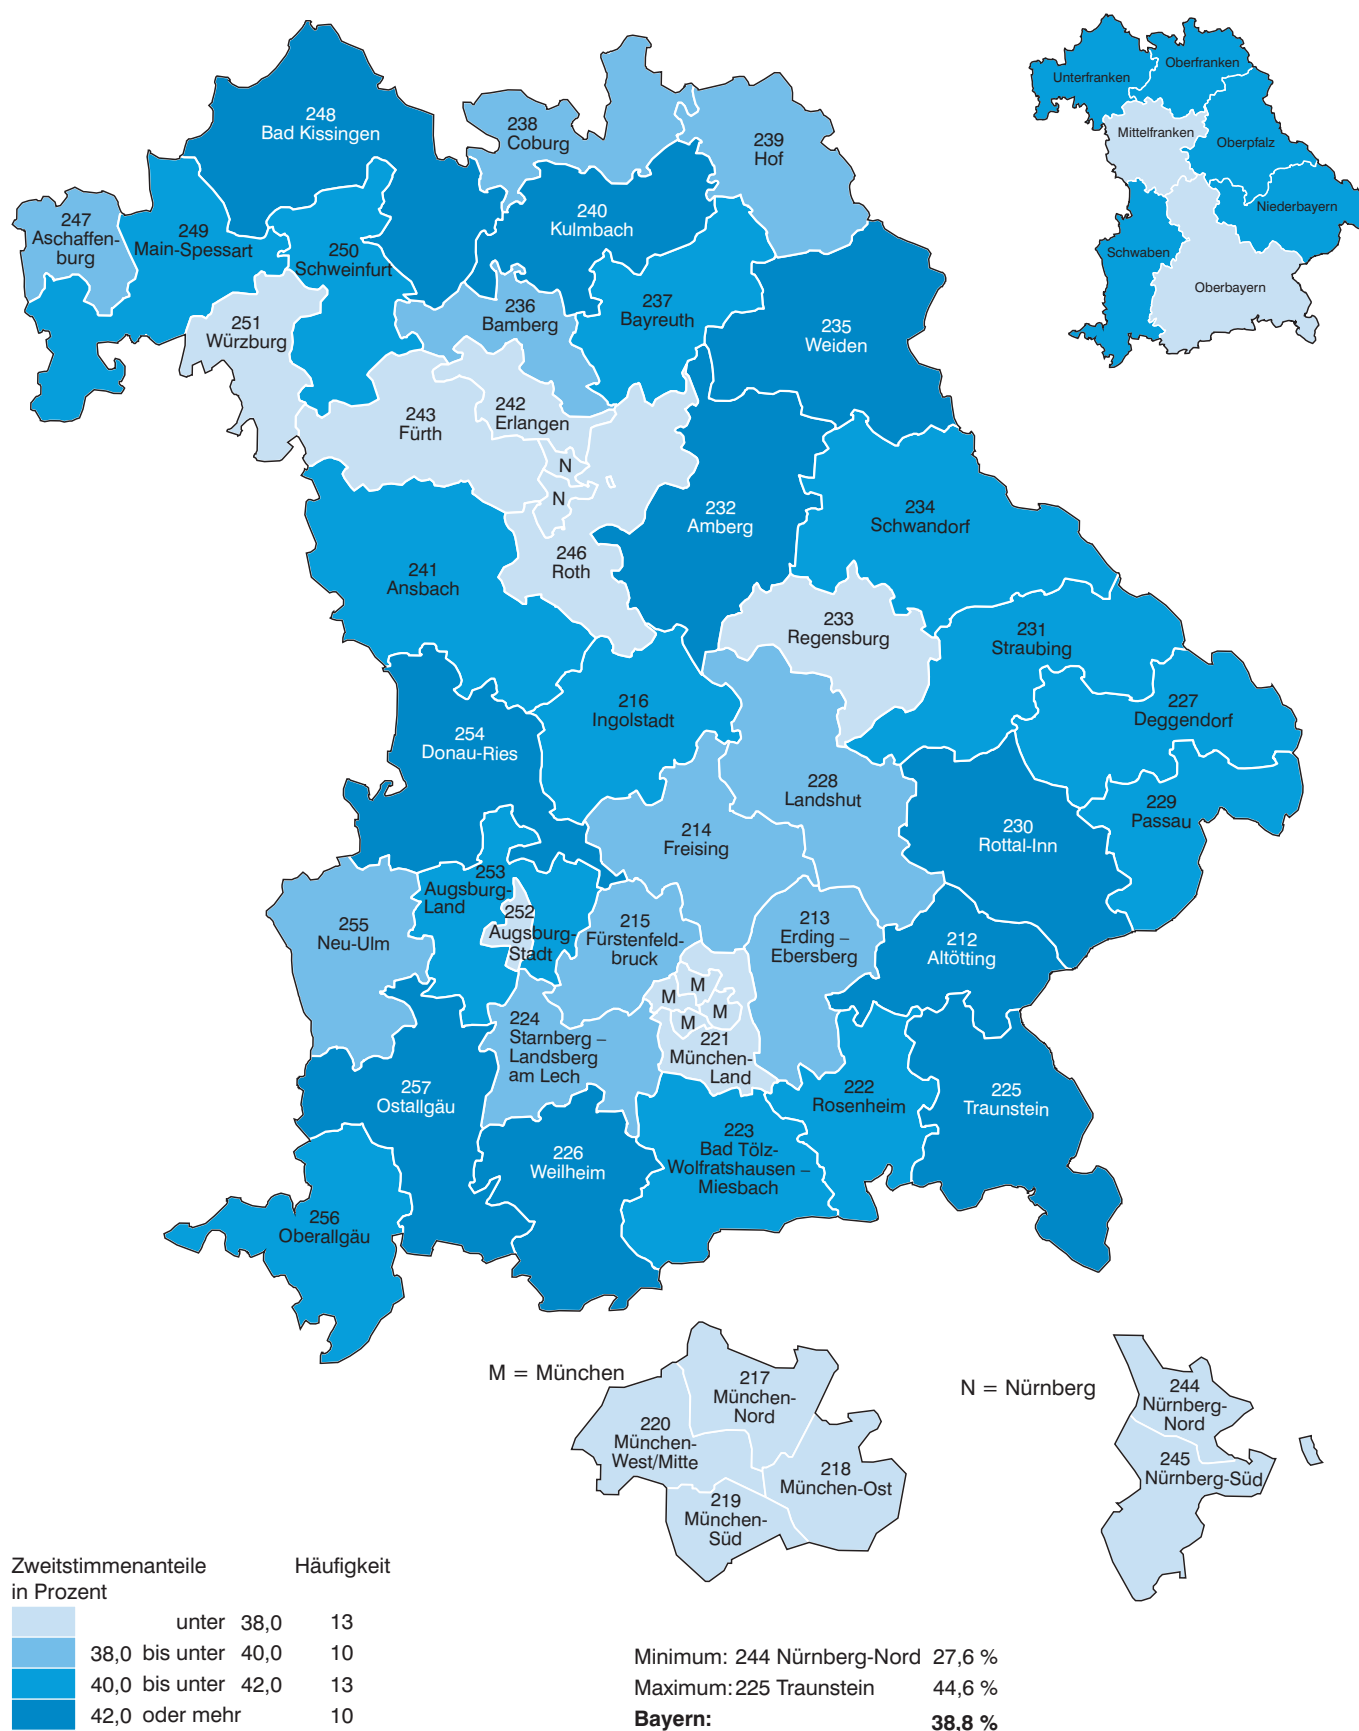 248
Bad Kissingen
238
Coburg
239
Hof
247
Aschaffen-
burg
249
Main-Spessart
250
Schweinfurt
240
Kulmbach
251
Würzburg
236
Bamberg
237
Bayreuth
235
Weiden
243
Fürth
242
Erlangen
N
N
232
Amberg
234
Schwandorf
246
Roth
241
Ansbach
233
Regensburg
231
Straubing
227
Deggendorf
216
Ingolstadt
254
Donau-Ries
228
Landshut
229
Passau
230
Rottal-Inn
214
Freising
253
Augsburg-
Land
252
Augsburg-
Stadt
215
Fürstenfeld-
bruck
213
Erding –
Ebersberg
255
Neu-Ulm
212
Altötting
M
M
M
M
224
Starnberg –
Landsberg
am Lech
221
München-
Land
257
Ostallgäu
222
Rosenheim
225
Traunstein
226
Weilheim
223
Bad Tölz-
Wolfratshausen –
Miesbach
256
Oberallgäu
Unterfranken
Oberfranken
Mittelfranken
Oberpfalz
Niederbayern
Schwaben
Oberbayern
M = München
217
München-
Nord
220
München-
West/Mitte
218
München-Ost
219
München-
Süd
N = Nürnberg
244
Nürnberg-
Nord
245
Nürnberg-Süd
Zweitstimmenanteile Häufigkeit
in Prozent
unter 38,0 13
38,0 bis unter 40,0 10
40,0 bis unter 42,0 13
42,0 oder mehr 10
Minimum: 244 Nürnberg-Nord 27,6 %
Maximum: 225 Traunstein 44,6 %
Bayern: 38,8 %